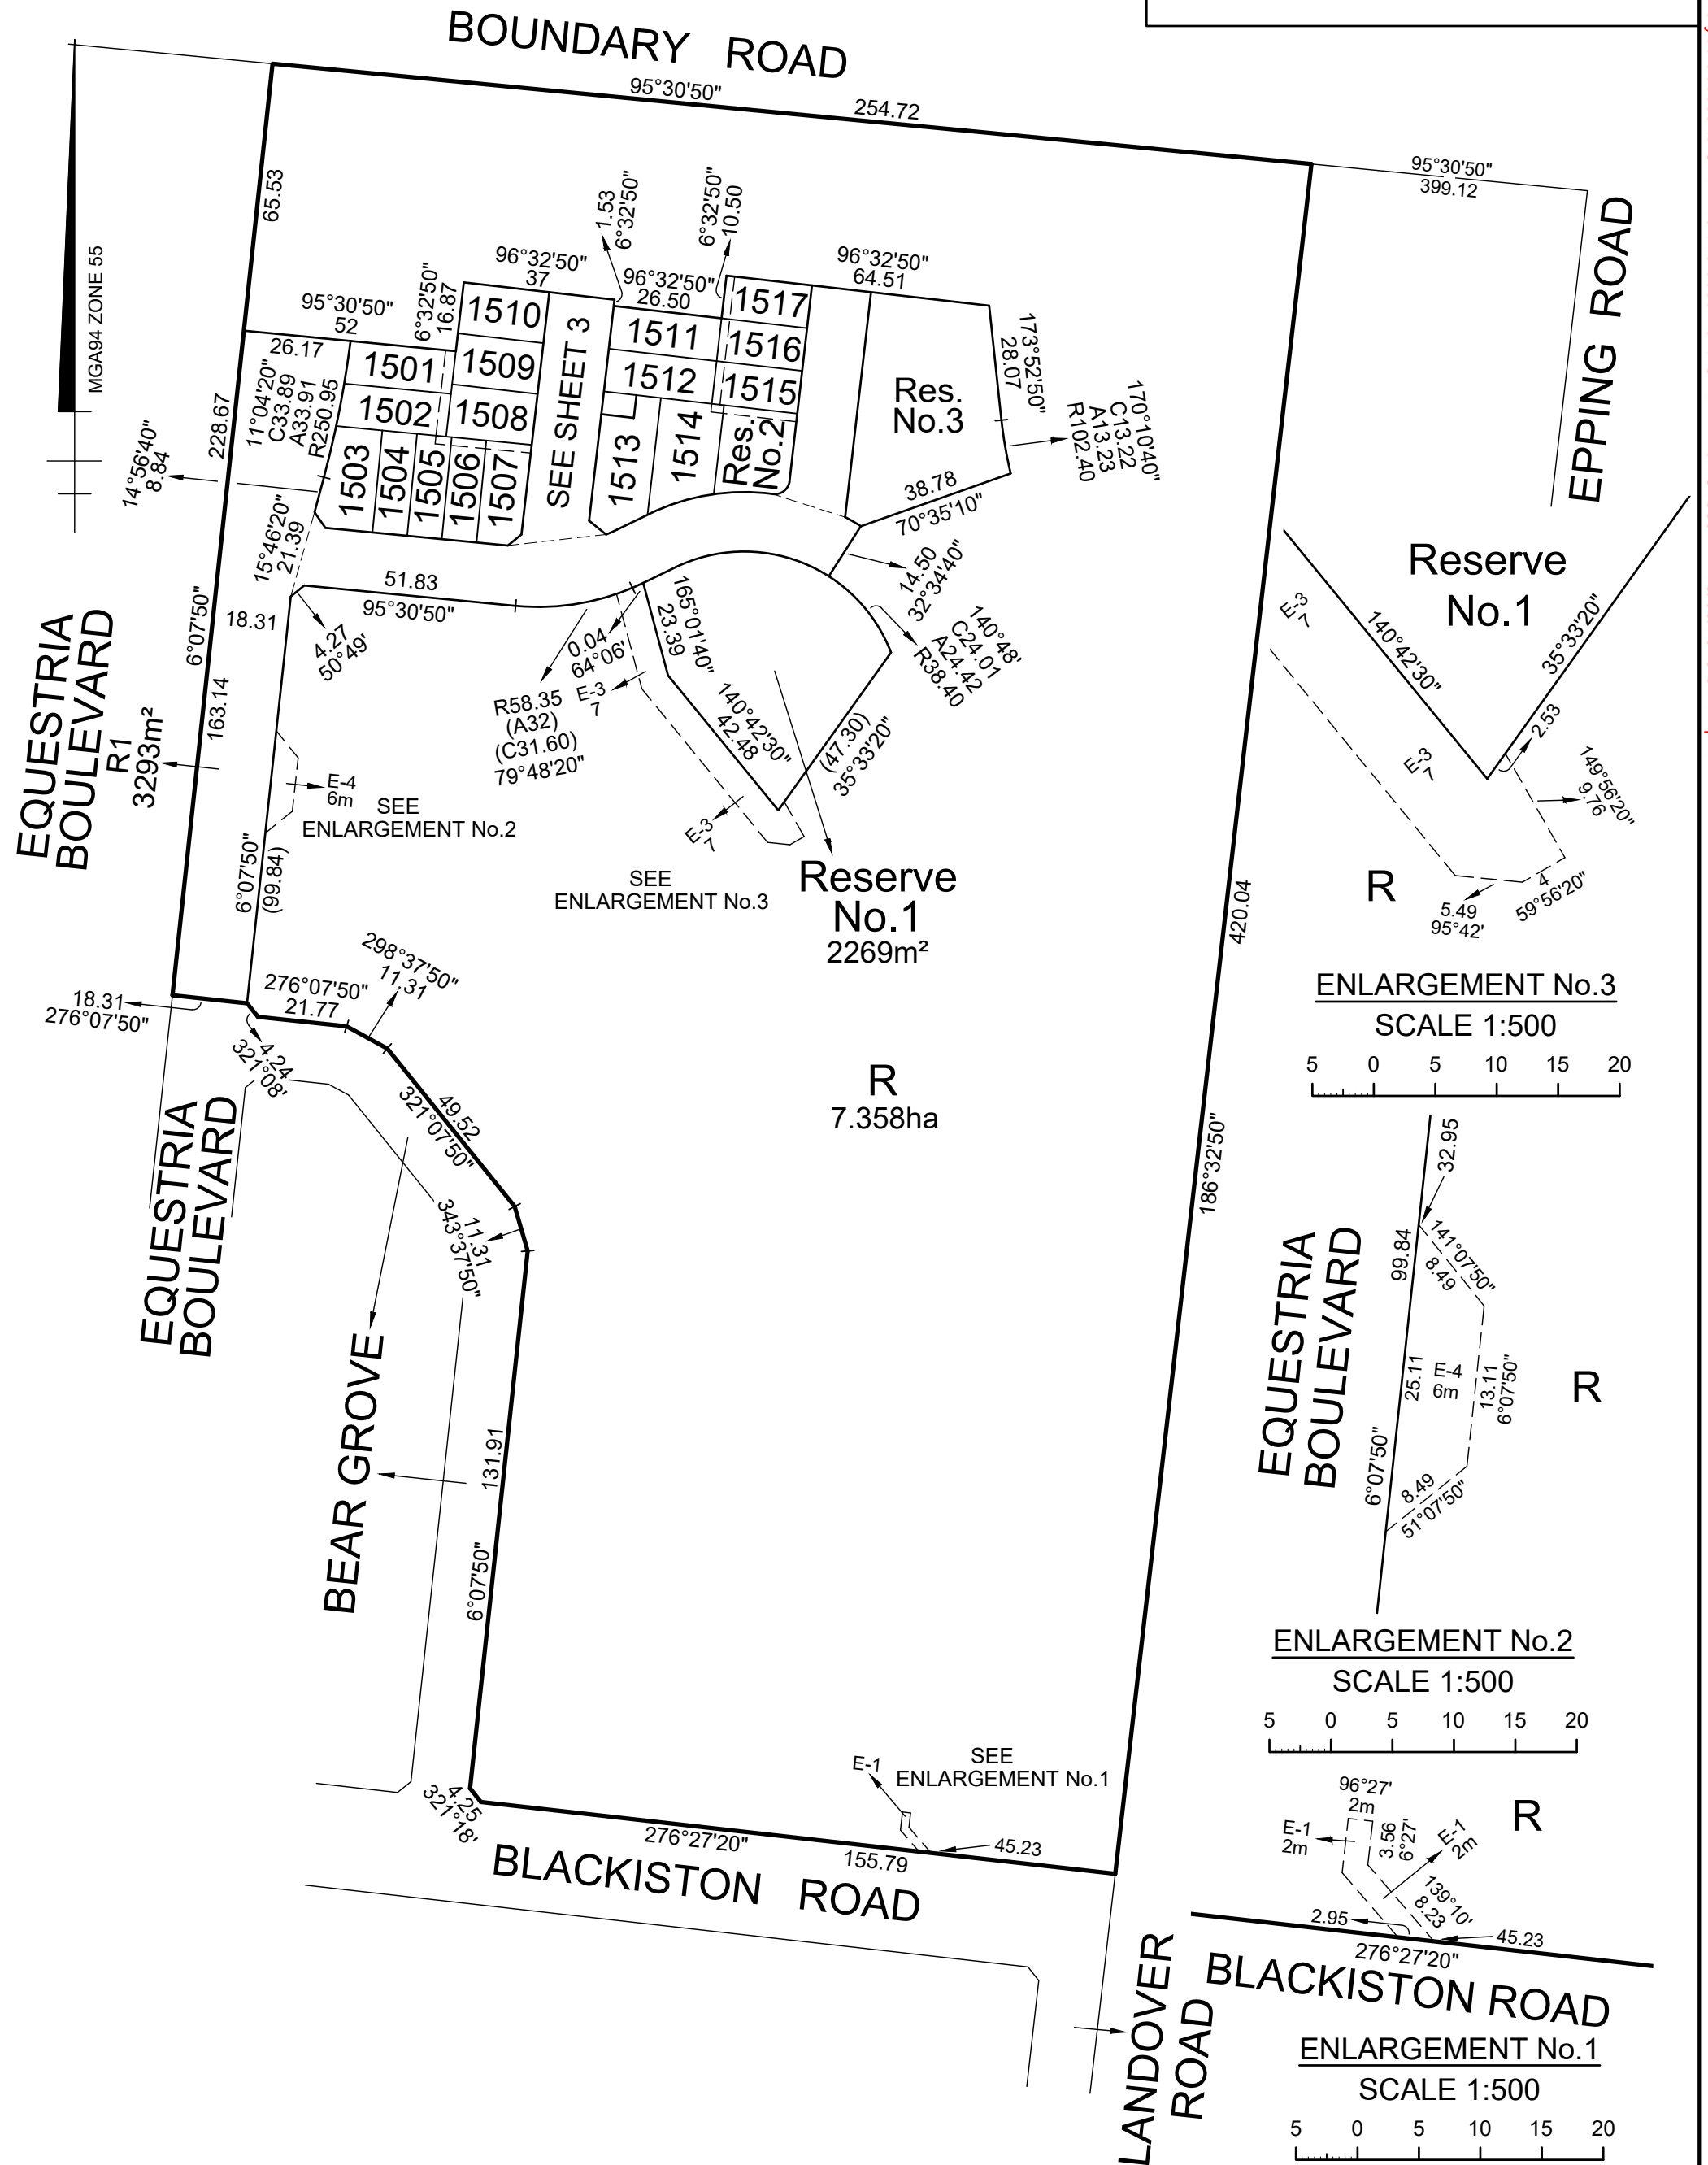 BOUNDARY ROAD
95°30'50"
254.72
95°30'50"
399.12
EPPING ROAD
MGA94 ZONE 55
65.53
228.67
6°07'50"
163.14
1.53
6°32'50"
6°32'50"
10.50
96°32'50"
37
96°32'50"
26.50
96°32'50"
64.51
95°30'50"
52
6°32'50"
16.87
26.17
11°04'20"
C33.89
A33.91
R250.95
14°56'40"
8.84
15°46'20"
21.39
1501
1502
1503
1504
1505
1506
1507
1508
1509
1510
SEE SHEET 3
1511
1512
1513
1514
1515
1516
1517
Res.
No.2
Res.
No.3
173°52'50"
28.07
170°10'40"
C13.22
A13.23
R102.40
38.78
70°35'10"
14.50
32°34'40"
140°48'
C24.01
A24.42
R38.40
51.83
95°30'50"
18.31
4.27
50°49'
0.04
64°06'
R58.35
(A32)
(C31.60)
79°48'20"
E-3
7
165°01'40"
23.39
140°42'30"
42.48
(47.30)
35°33'20"
E-3
7
EQUESTRIA
BOULEVARD
R1
3293m²
E-4
6m
SEE
ENLARGEMENT No.2
6°07'50"
(99.84)
SEE
ENLARGEMENT No.3
Reserve
No.1
2269m²
420.04
186°32'50"
298°37'50"
11.31
276°07'50"
21.77
18.31
276°07'50"
4.24
321°08'
49.52
321°07'50"
11.31
343°37'50"
R
7.358ha
EQUESTRIA
BOULEVARD
BEAR GROVE
131.91
6°07'50"
4.25
321°18'
276°27'20"
155.79
E-1
SEE
ENLARGEMENT No.1
45.23
BLACKISTON ROAD
LANDOVER
ROAD
Reserve
No.1
E-3
7
140°42'30"
35°33'20"
2.53
E-3
7
149°56'20"
9.76
R
4
59°56'20"
5.49
95°42'
ENLARGEMENT No.3
SCALE 1:500
5 0 5 10 15 20
32.95
99.84
141°07'50"
8.49
EQUESTRIA
BOULEVARD
25.11
E-4
6m
13.11
6°07'50"
R
6°07'50"
8.49
51°07'50"
ENLARGEMENT No.2
SCALE 1:500
5 0 5 10 15 20
96°27'
2m
R
E-1
2m
3.56
6°27'
E-1
2m
139°10'
8.23
2.95
45.23
276°27'20"
BLACKISTON ROAD
ENLARGEMENT No.1
SCALE 1:500
5 0 5 10 15 20